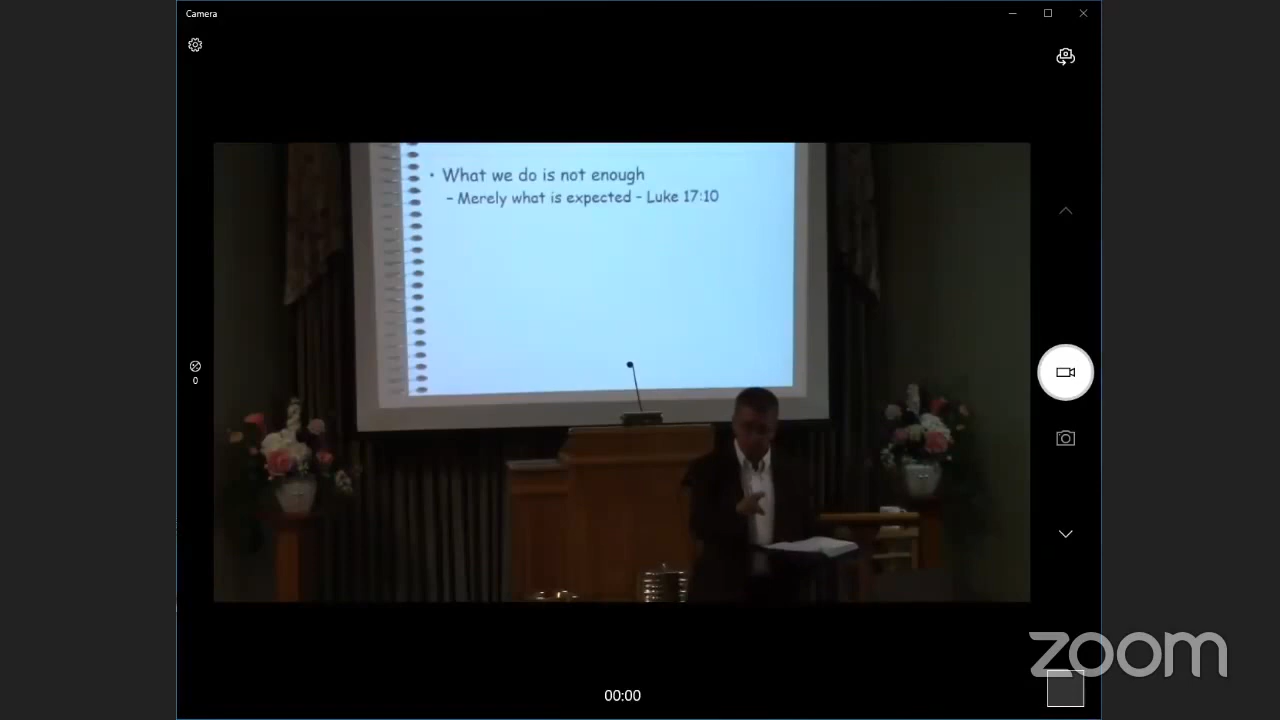 Camera
• What we do is not enough
– Merely what is expected – Luke 17:10
0
00:00
zoom